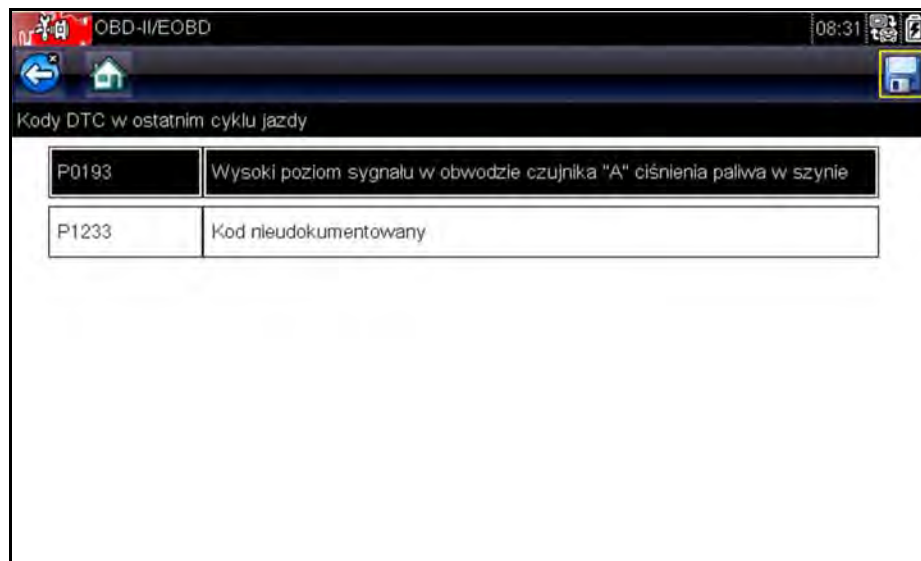 OBD-II/EOBD 08:31
Kody DTC w ostatnim cyklu jazdy
P0193 Wysoki poziom sygnału w obwodzie czujnika "A" ciśnienia paliwa w szynie
P1233 Kod nieudokumentowany